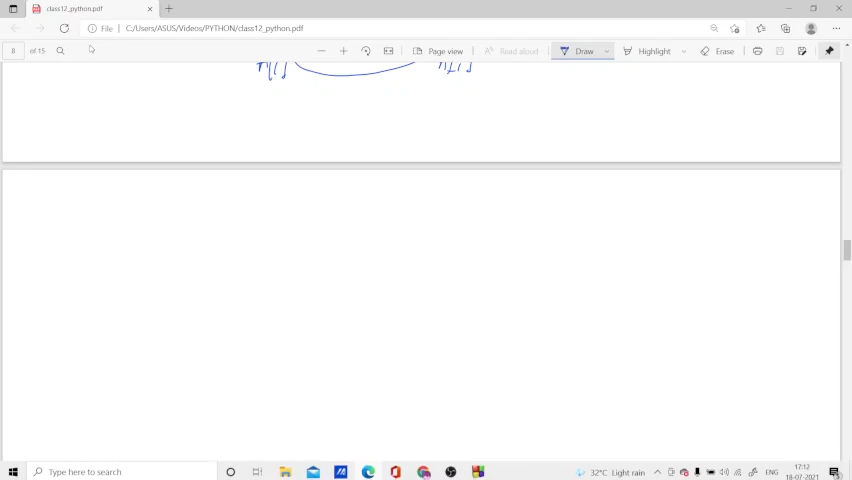 class12_python.pdf
File
C:/Users/ASUS/Videos/PYTHON/class12_python.pdf
8 of 15
Page view
Read aloud
Draw
Highlight
Erase
Type here to search
32°C Light rain
ENG
17:12
18-07-2021